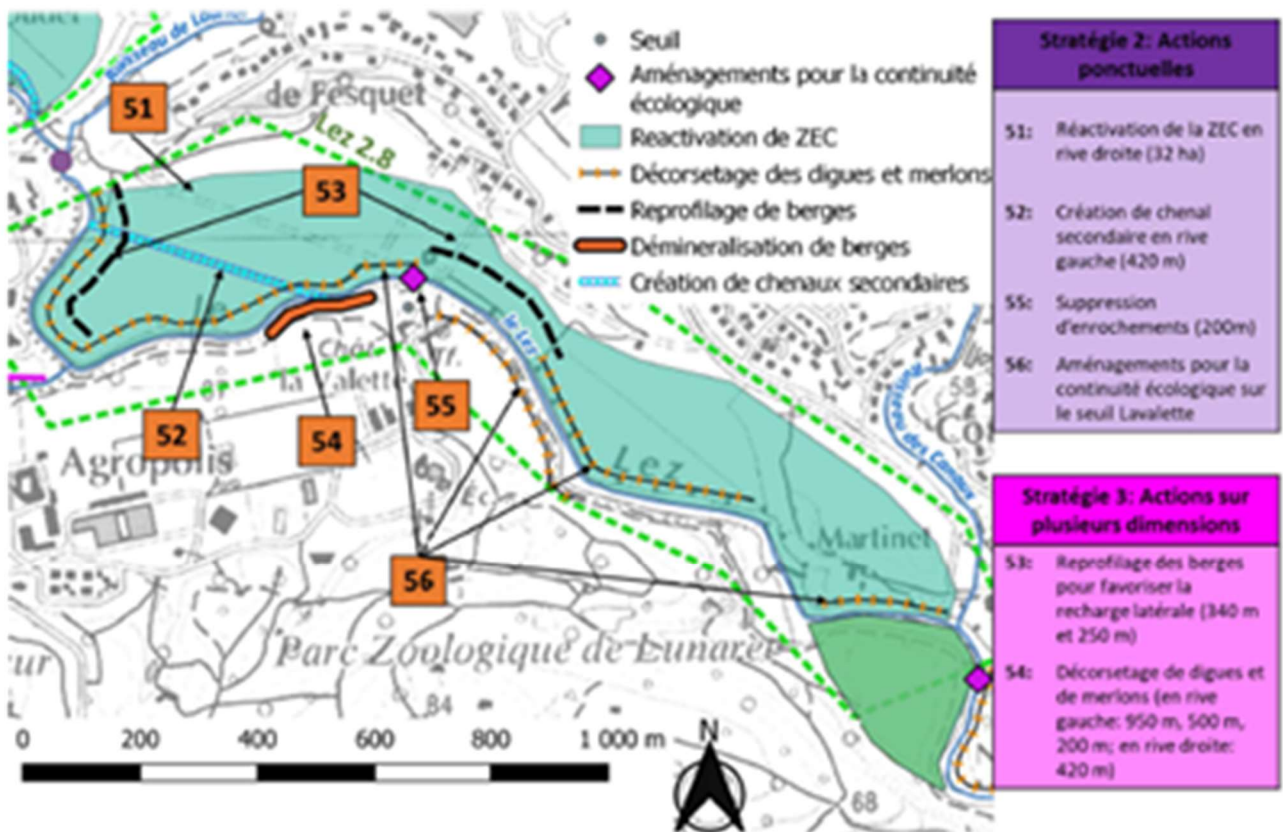 Ruisseau de
51
de Fesquet
Lez 2.8
53
Seuil
Aménagements pour la continuité
écologique
Reactivation de ZEC
Décorsetage des digues et merlons
Reprofilage de berges
Démineralisation de berges
Création de chenaux secondaires
le Lez
la Valette
52
54
55
Agropolis
Lez
Martinet
56
Parc Zoologique de Lunaret
84
58
68
0 200 400 600 800 1 000 m
N
Stratégie 2: Actions
ponctuelles
51: Réactivation de la ZEC en
rive droite (32 ha)
52: Création de chenal
secondaire en rive
gauche (420 m)
55: Suppression
d'enrochements (200m)
56: Aménagements pour la
continuité écologique sur
le seuil Lavalette
Stratégie 3: Actions sur
plusieurs dimensions
53: Reprofilage des berges
pour favoriser la
recharge latérale (340 m
et 250 m)
54: Décorsetage de digues et
de merlons (en rive
gauche: 950 m, 500 m,
200 m; en rive droite:
420 m)